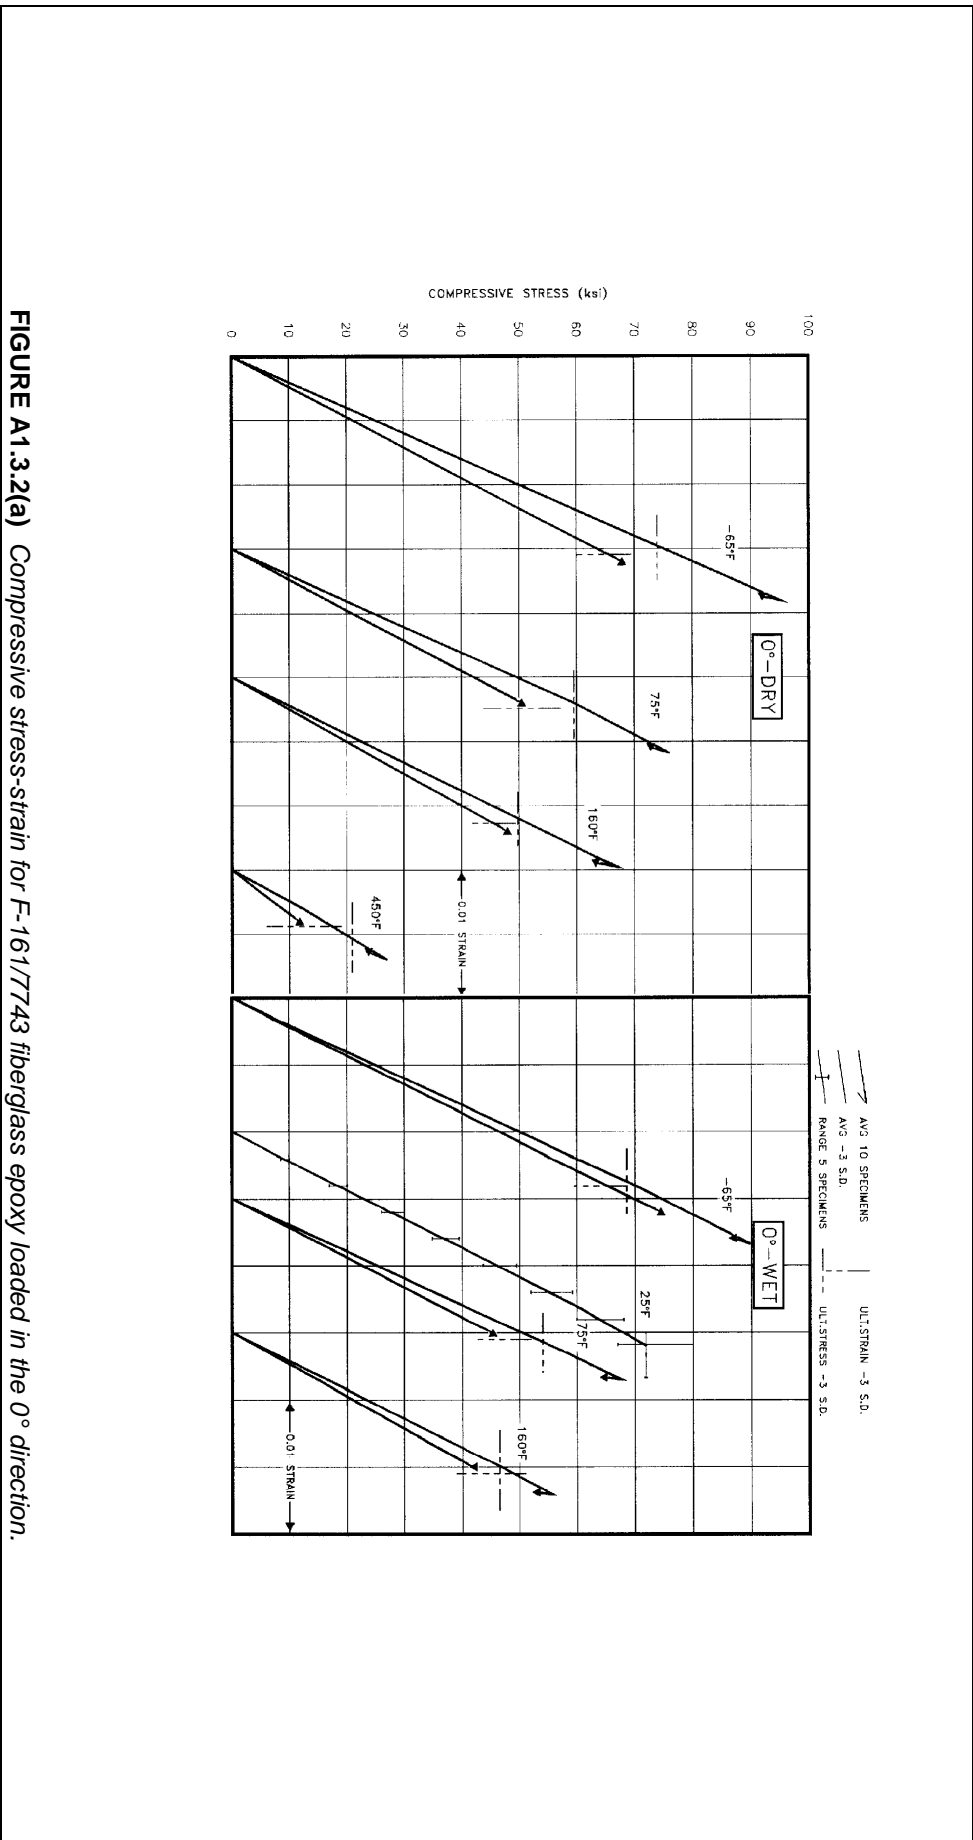 AVG 10 SPECIMENS
AVG -3 S.D.
RANGE 5 SPECIMENS
ULT.STRAIN -3 S.D.
ULT.STRESS -3 S.D.
COMPRESSIVE STRESS (ksi)
100
90
80
70
60
50
40
30
20
10
0
0°-DRY
-65°F
75°F
160°F
450°F
0.01 STRAIN
0°-WET
-65°F
25°F
75°F
160°F
0.01 STRAIN
FIGURE A1.3.2(a) Compressive stress-strain for F-161/7743 fiberglass epoxy loaded in the 0° direction.